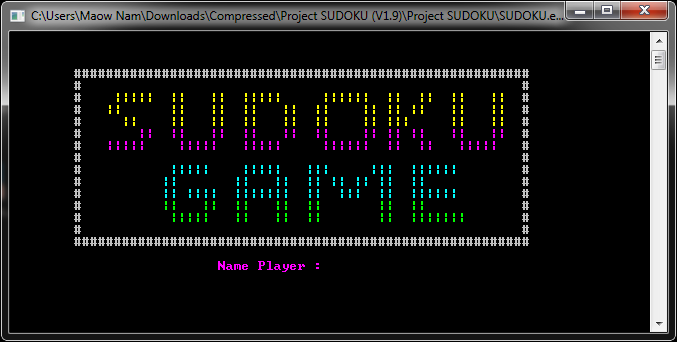 C:\Users\Maow Nam\Downloads\Compressed\Project SUDOKU (V1.9)\Project SUDOKU\SUDOKU.e...
SUDOKU
GAME
Name Player :